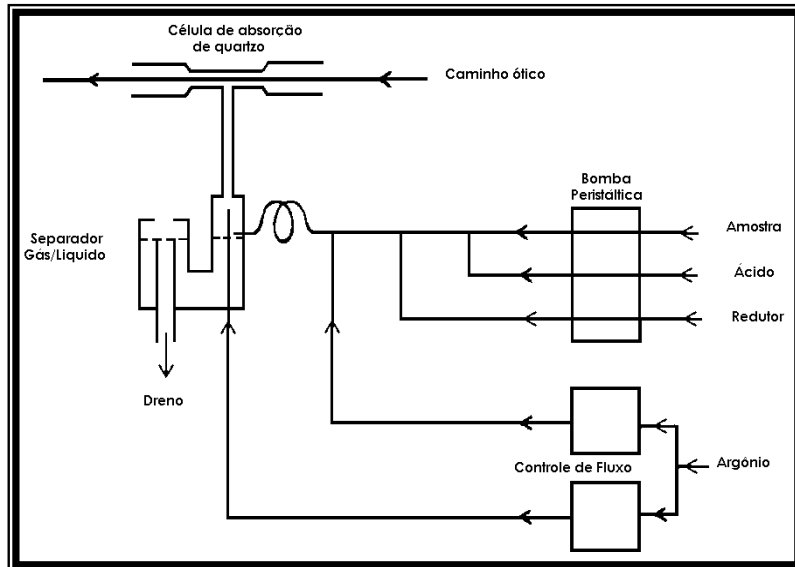 Célula de absorção
de quartzo
Caminho ótico
Bomba
Peristáltica
Amostra
Separador
Gás/Liquido
Ácido
Redutor
Dreno
Controle de Fluxo
Argônio